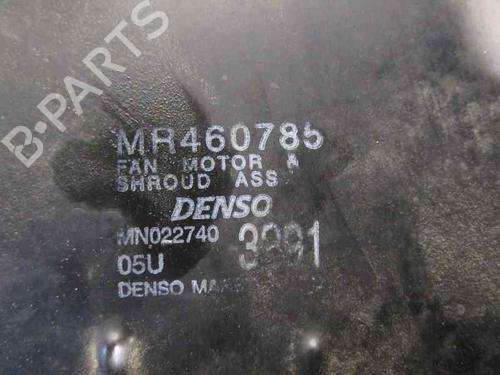 B-PARTS
MR460785
FAN MOTOR &
SHROUD ASS
DENSO
MN022740 3991
05U
DENSO